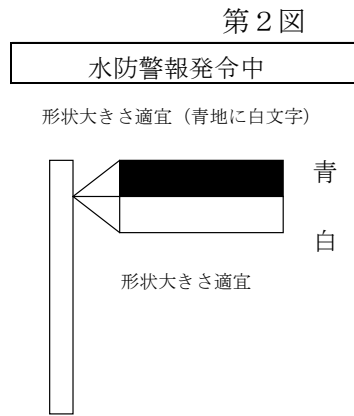 第２図
水防警報発令中
形状大きさ適宜（青地に白文字）
青
白
形状大きさ適宜